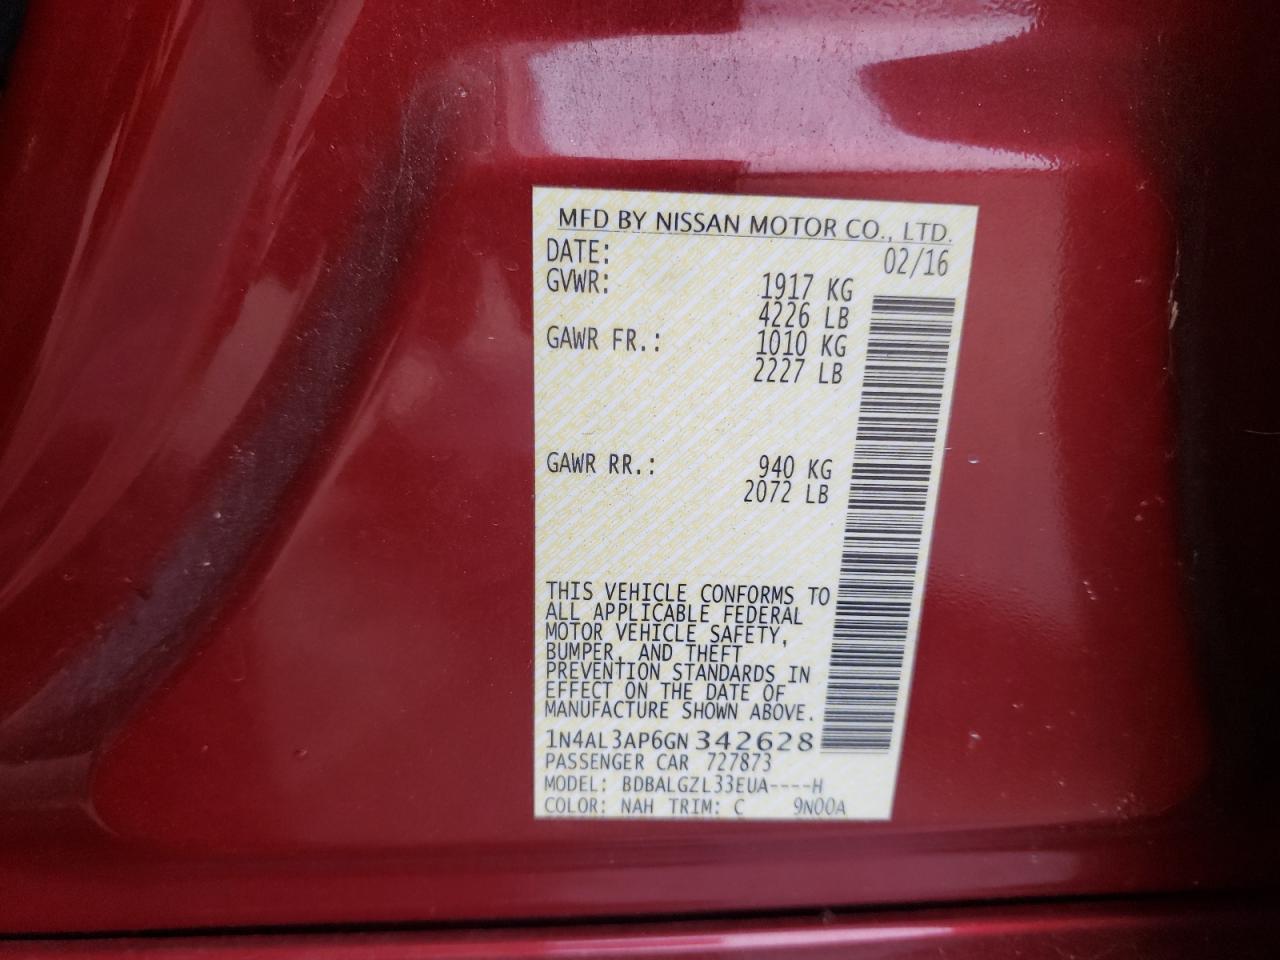 MFD BY NISSAN MOTOR CO., LTD.
DATE: 02/16
GVWR: 1917 KG
4226 LB
GAWR FR.: 1010 KG
2227 LB
GAWR RR.: 940 KG
2072 LB
THIS VEHICLE CONFORMS TO
ALL APPLICABLE FEDERAL
MOTOR VEHICLE SAFETY,
BUMPER, AND THEFT
PREVENTION STANDARDS IN
EFFECT ON THE DATE OF
MANUFACTURE SHOWN ABOVE.
1N4AL3AP6GN342628
PASSENGER CAR 727873
MODEL: BDBALGZL33EUA----H
COLOR: NAH TRIM: C 9N00A